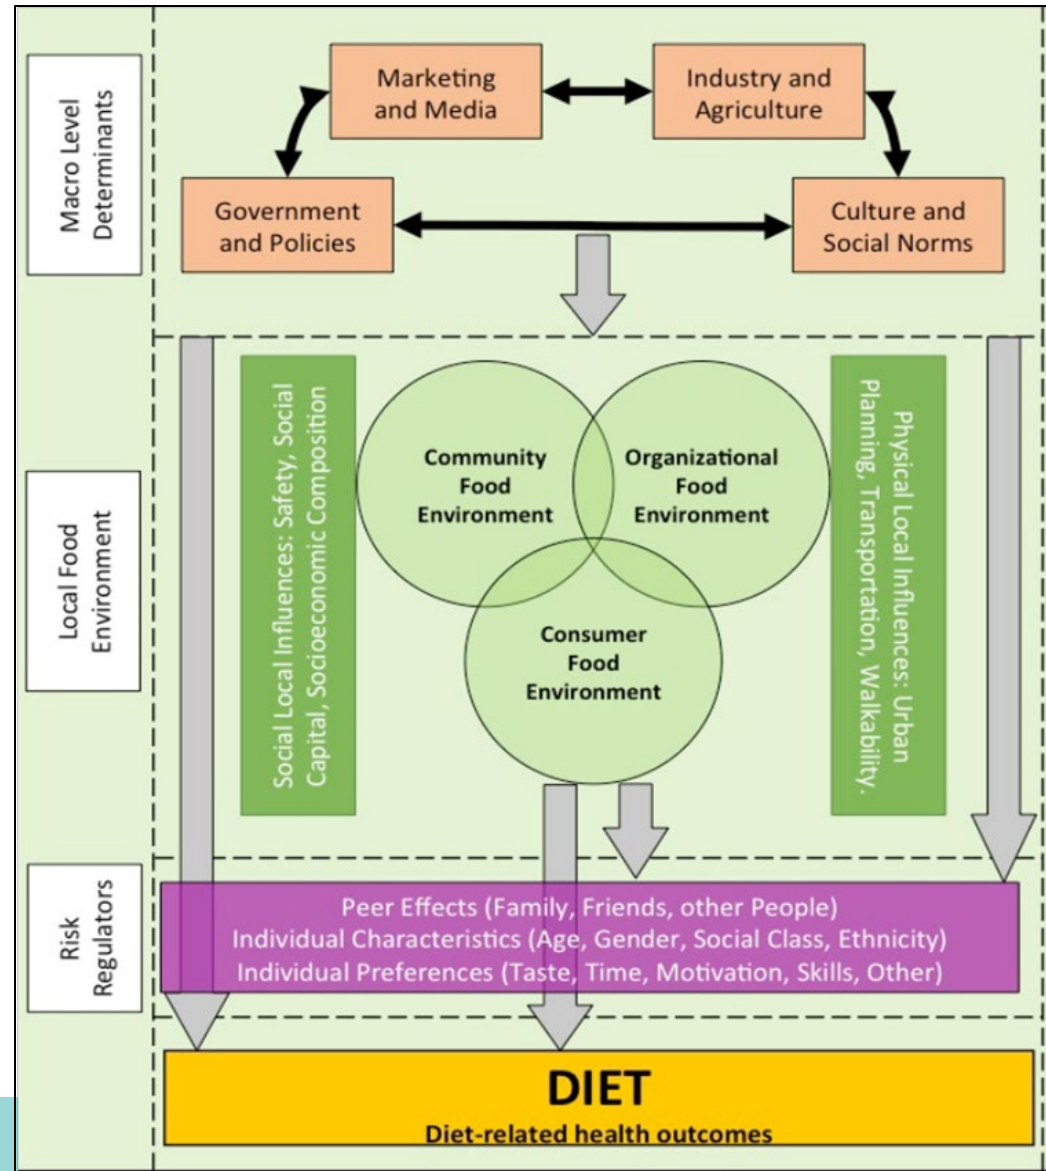 Macro Level
Determinants
Marketing
and Media
Industry and
Agriculture
Government
and Policies
Culture and
Social Norms
Local Food
Environment
Social Local Influences: Safety, Social
Capital, Socioeconomic Composition
Community
Food
Environment
Organizational
Food
Environment
Consumer
Food
Environment
Physical Local Influences: Urban
Planning, Transportation, Walkability.
Risk
Regulators
Peer Effects (Family, Friends, other People)
Individual Characteristics (Age, Gender, Social Class, Ethnicity)
Individual Preferences (Taste, Time, Motivation, Skills, Other)
DIET
Diet-related health outcomes